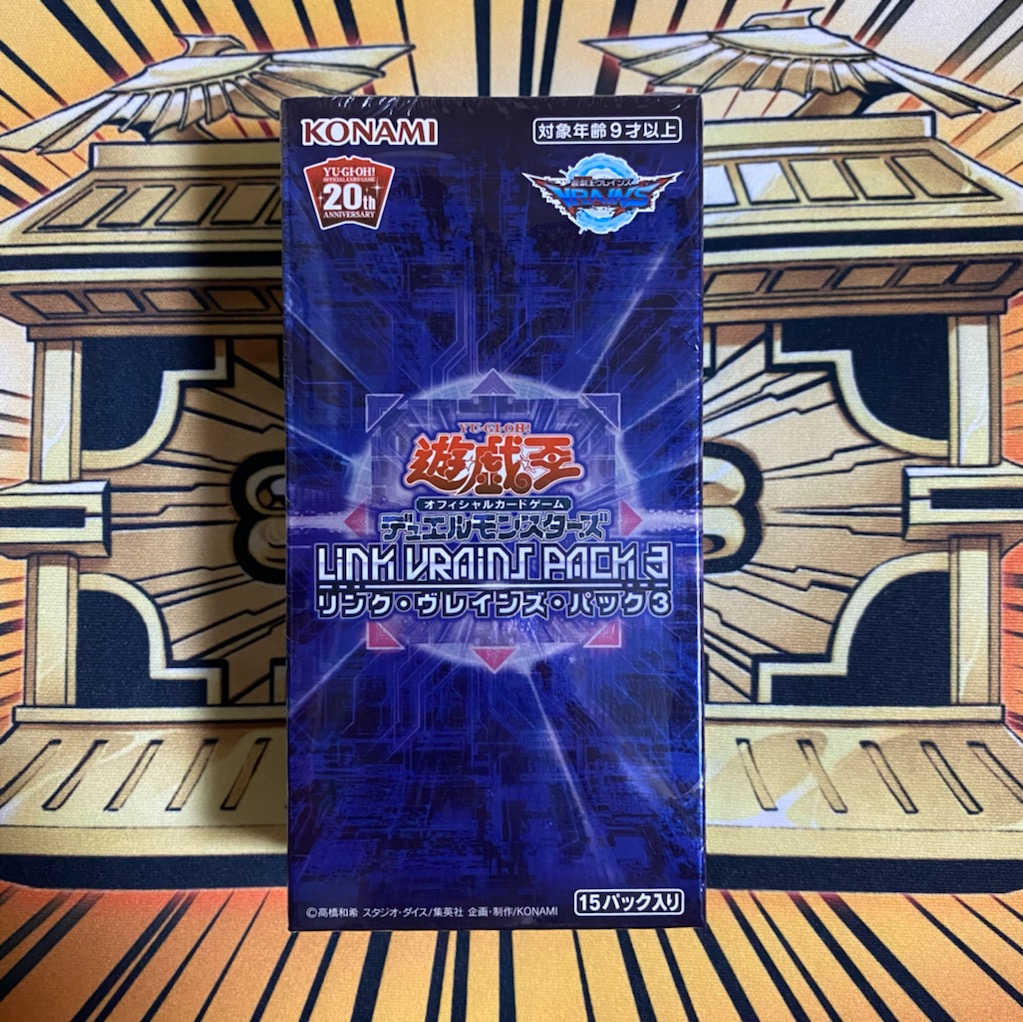 KONAMI
対象年齢9才以上
YU-GI-OH!
OFFICIAL CARD GAME
20th
ANNIVERSARY
遊戯王ヴレインズ
VRAINS
YU-GI-OH!
遊戯王
オフィシャルカードゲーム
デュエルモンスターズ
LINK VRAINS PACK 3
リンク・ヴレインズ・パック3
©高橋和希 スタジオ・ダイス/集英社 企画・制作/KONAMI
15パック入り